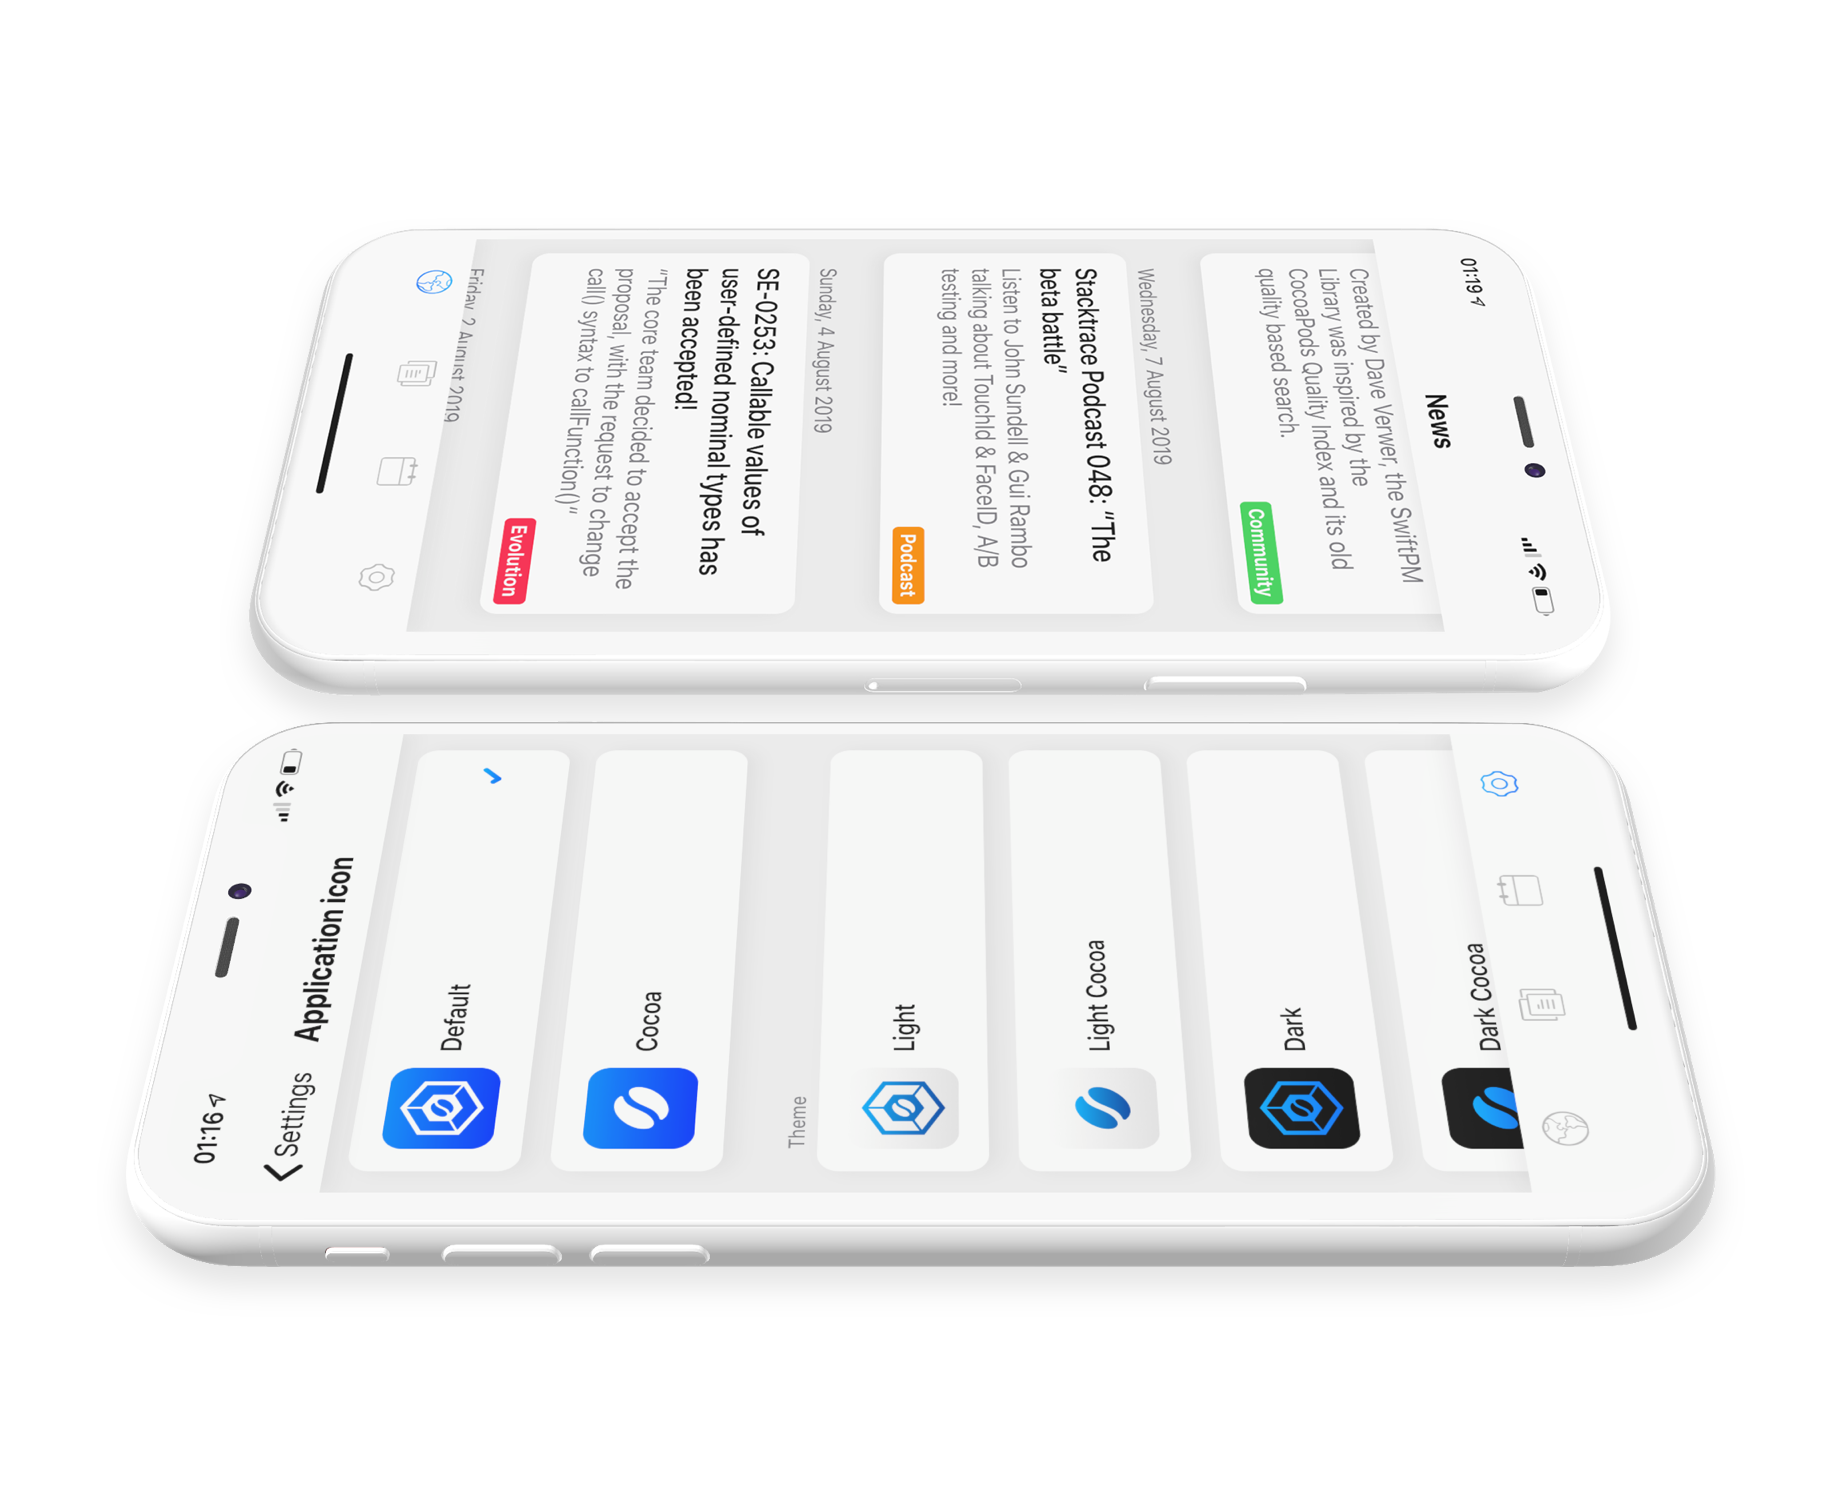 01:19
News
Created by Dave Verwer, the SwiftPM
Library was inspired by the
CocoaPods Quality Index and its old
quality based search.
Community
Wednesday, 7 August 2019
Stacktrace Podcast 048: “The
beta battle”
Listen to John Sundell & Gui Rambo
talking about TouchId & FaceID, A/B
testing and more!
Podcast
Sunday, 4 August 2019
SE-0253: Callable values of
user-defined nominal types has
been accepted!
“The core team decided to accept the
proposal, with the request to change
call() syntax to callFunction()”
Evolution
Friday, 2 August 2019
01:16
Settings
Application icon
Default
Cocoa
Theme
Light
Light Cocoa
Dark
Dark Cocoa